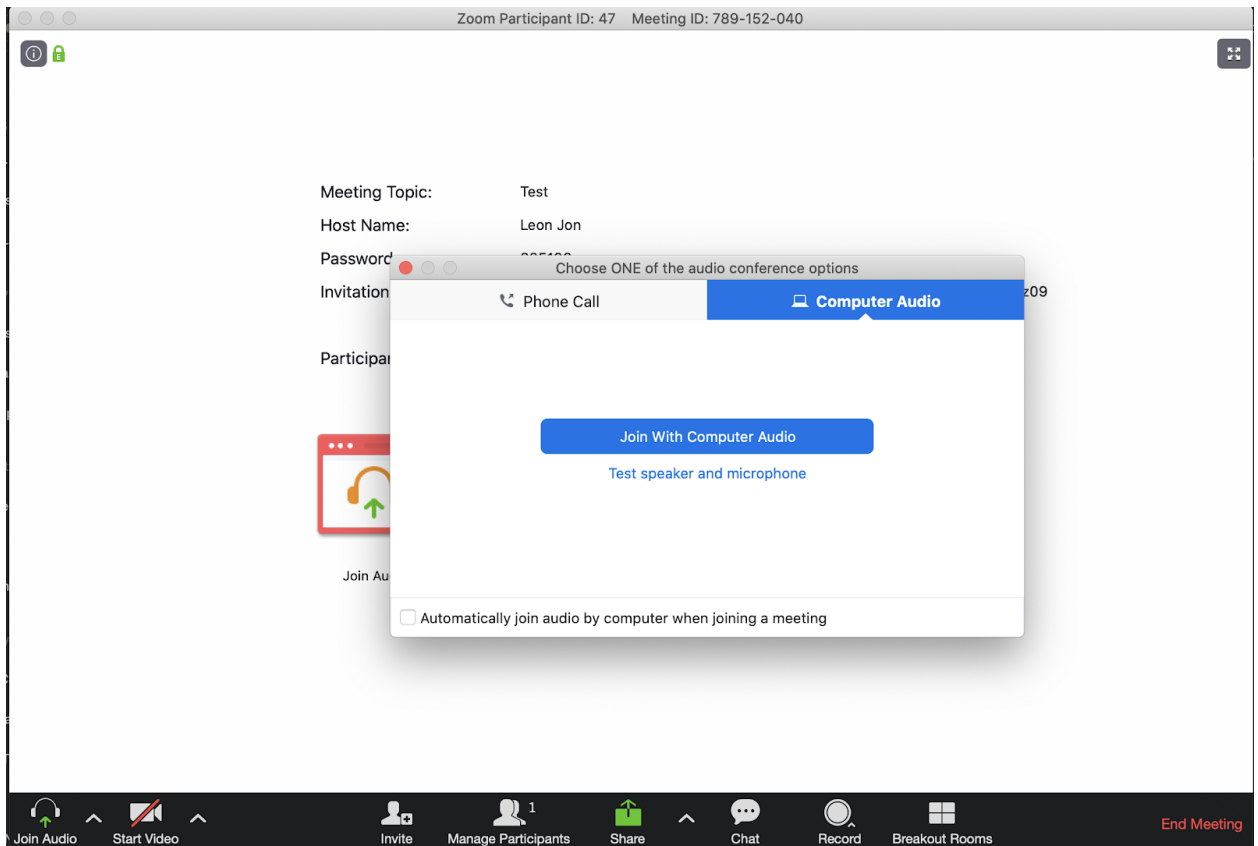 Zoom Participant ID: 47 Meeting ID: 789-152-040
Meeting Topic: Test
Host Name: Leon Jon
Password
Invitation z09
Choose ONE of the audio conference options
Phone Call Computer Audio
Join With Computer Audio
Test speaker and microphone
Automatically join audio by computer when joining a meeting
1
Join Audio Start Video Invite Manage Participants Share Chat Record Breakout Rooms End Meeting